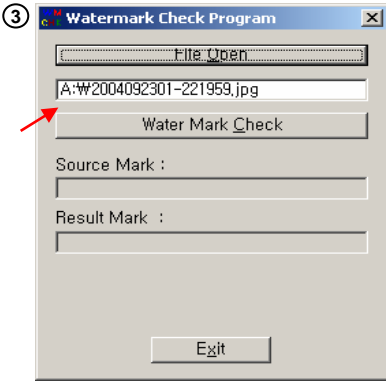 ③
Watermark Check Program
File Open
A:₩2004092301-221959,jpg
Water Mark Check
Source Mark :
Result Mark :
Exit